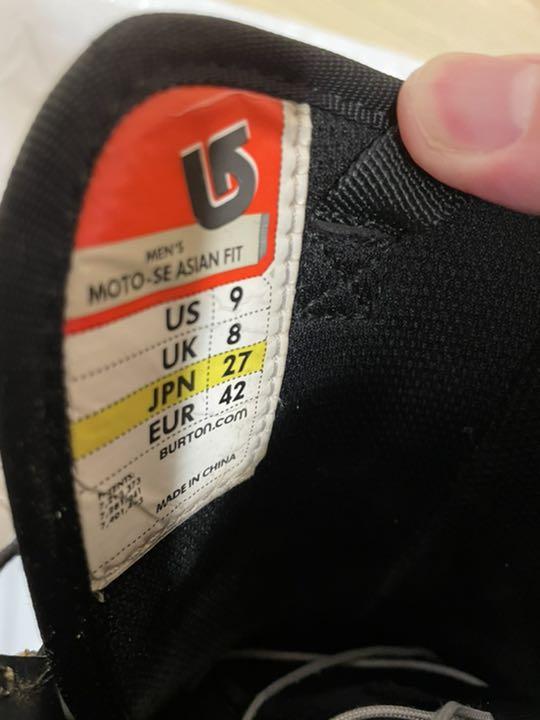 MEN'S
MOTO-SE ASIAN FIT
US 9
UK 8
JPN 27
EUR 42
BURTON.COM
MADE IN CHINA